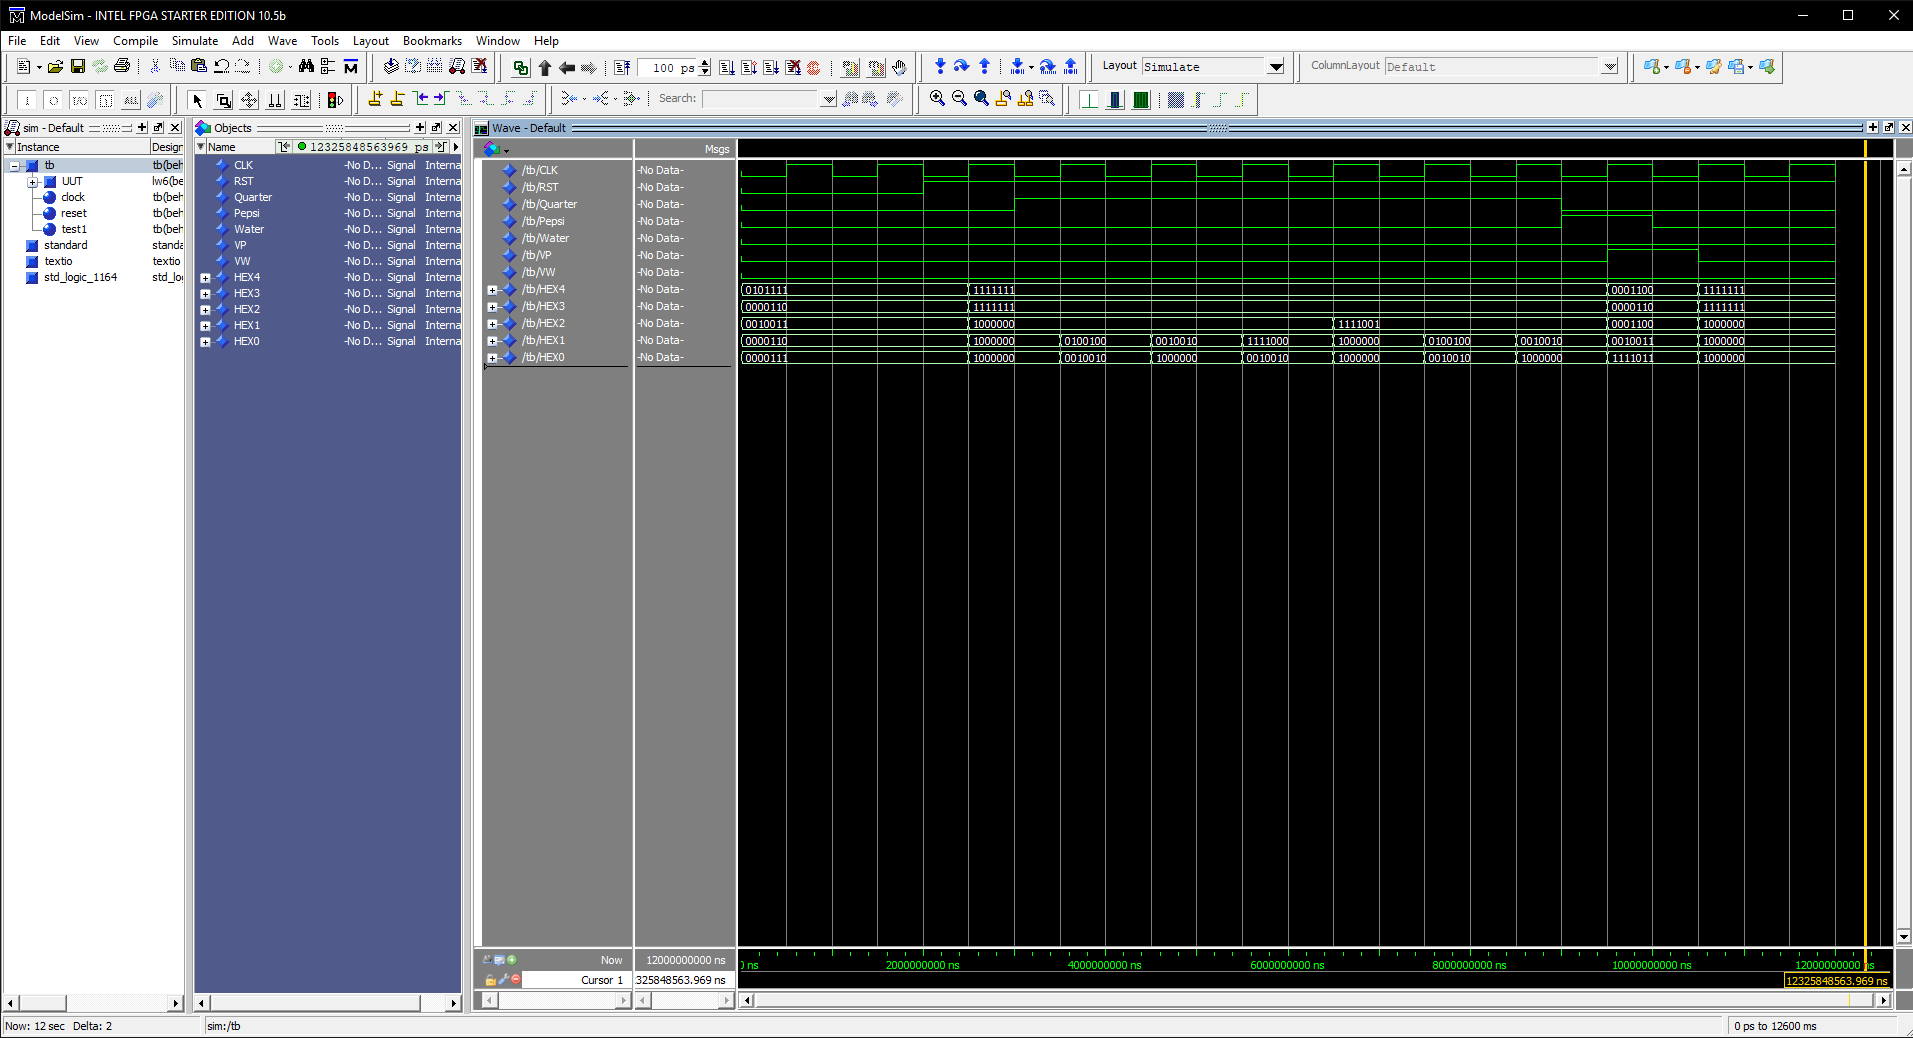 ModelSim - INTEL FPGA STARTER EDITION 10.5b
File Edit View Compile Simulate Add Wave Tools Layout Bookmarks Window Help
100 ps Layout Simulate ColumnLayout Default
ALL Search:
sim - Default
Instance Design
tb tb(beh
UUT lw6(be
clock tb(beh
reset tb(beh
test1 tb(beh
standard standa
textio textio
std_logic_1164 std_lo
Objects
Name 12325848563969 ps
CLK -No D... Signal Interna
RST -No D... Signal Interna
Quarter -No D... Signal Interna
Pepsi -No D... Signal Interna
Water -No D... Signal Interna
VP -No D... Signal Interna
VW -No D... Signal Interna
HEX4 -No D... Signal Interna
HEX3 -No D... Signal Interna
HEX2 -No D... Signal Interna
HEX1 -No D... Signal Interna
HEX0 -No D... Signal Interna
Wave - Default
Msgs
/tb/CLK -No Data-
/tb/RST -No Data-
/tb/Quarter -No Data-
/tb/Pepsi -No Data-
/tb/Water -No Data-
/tb/VP -No Data-
/tb/VW -No Data-
/tb/HEX4 -No Data- 0101111 1111111 0001100 1111111
/tb/HEX3 -No Data- 0000110 1111111 0000110 1111111
/tb/HEX2 -No Data- 0010011 1000000 1111001 0001100 1000000
/tb/HEX1 -No Data- 0000110 1000000 0100100 0010010 1111000 1000000 0100100 0010010 0010011 1000000
/tb/HEX0 -No Data- 0000111 1000000 0010010 1000000 0010010 1000000 0010010 1000000 1111011 1000000
Now 12000000000 ns
ns 2000000000 ns 4000000000 ns 6000000000 ns 8000000000 ns 10000000000 ns 12000000000 ns
Cursor 1 325848563.969 ns 12325848563.969 ns
Now: 12 sec Delta: 2 sim:/tb 0 ps to 12600 ms